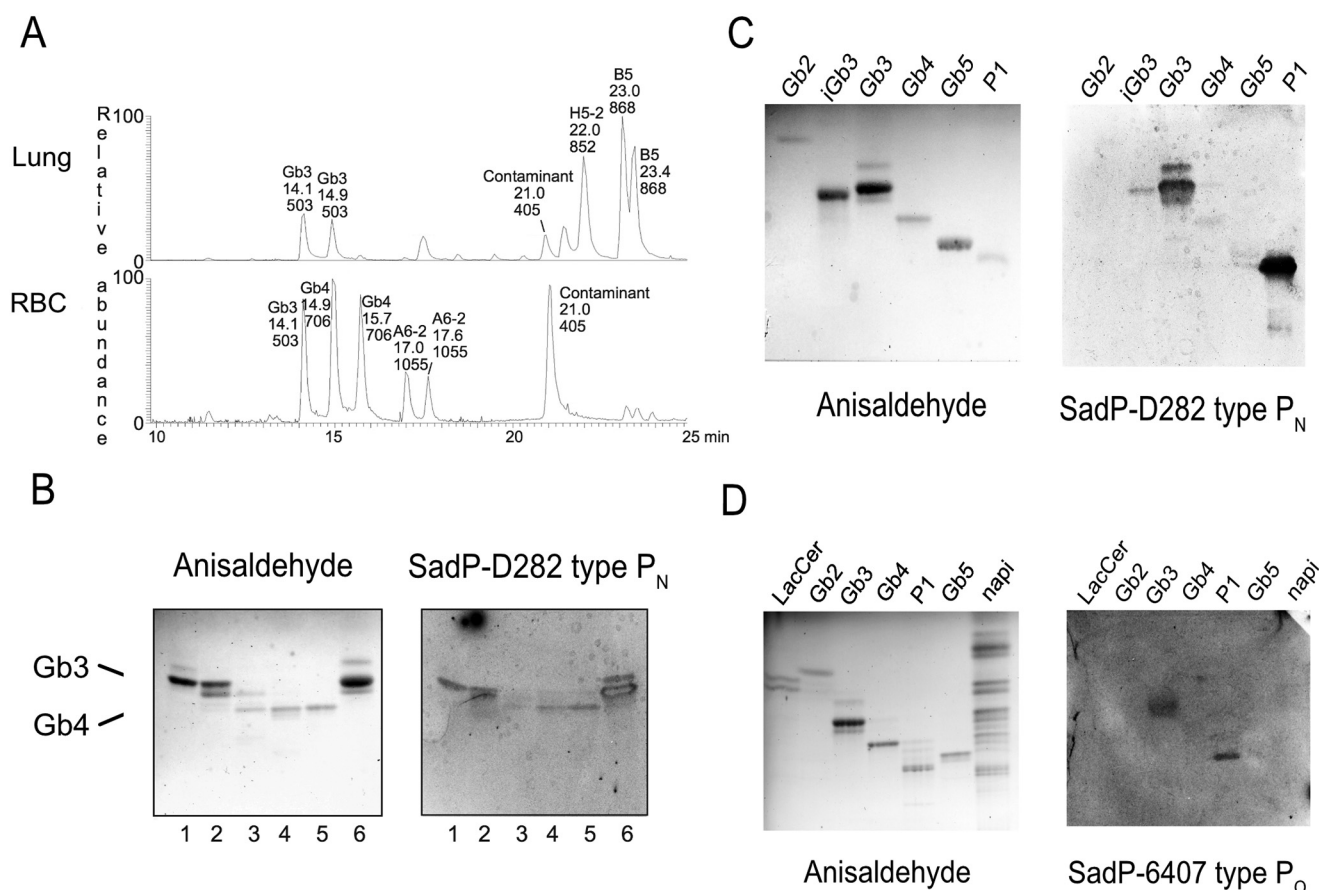 A
Lung
RBC
Relative
abundance
100
0
100
0
Gb3
14.1
503
Gb3
14.9
503
Contaminant
21.0
405
H5-2
22.0
852
B5
23.0
868
B5
23.4
868
Gb3
14.1
503
Gb4
14.9
706
Gb4
15.7
706
A6-2
17.0
1055
A6-2
17.6
1055
Contaminant
21.0
405
10 15 20 25 min
B
Anisaldehyde SadP-D282 type PN
Gb3
Gb4
1 2 3 4 5 6 1 2 3 4 5 6
C
Gb2 iGb3 Gb3 Gb4 Gb5 P1 Gb2 iGb3 Gb3 Gb4 Gb5 P1
Anisaldehyde SadP-D282 type PN
D
LacCer Gb2 Gb3 Gb4 P1 Gb5 napi LacCer Gb2 Gb3 Gb4 P1 Gb5 napi
Anisaldehyde SadP-6407 type PO